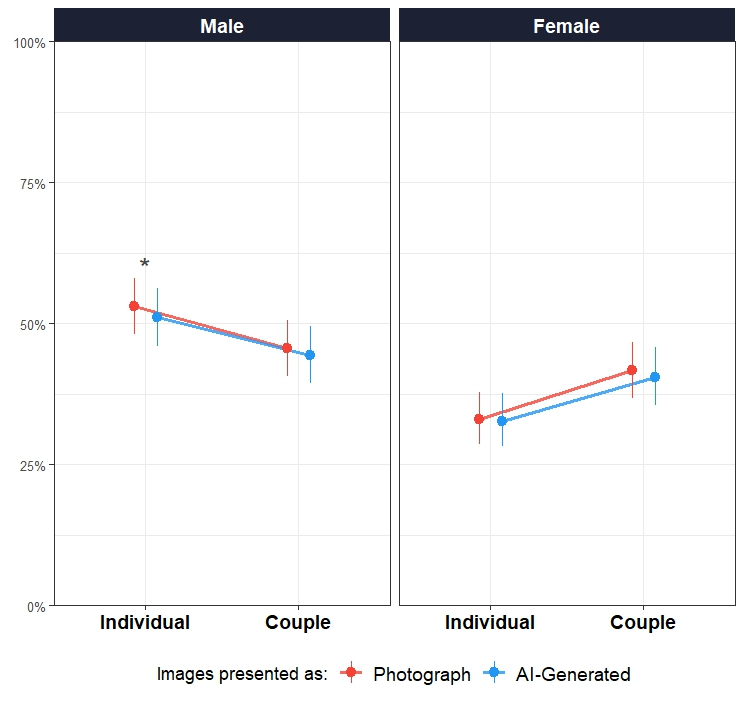 Male Female
100%
75%
*
50%
25%
0%
Individual Couple Individual Couple
Images presented as: Photograph AI-Generated